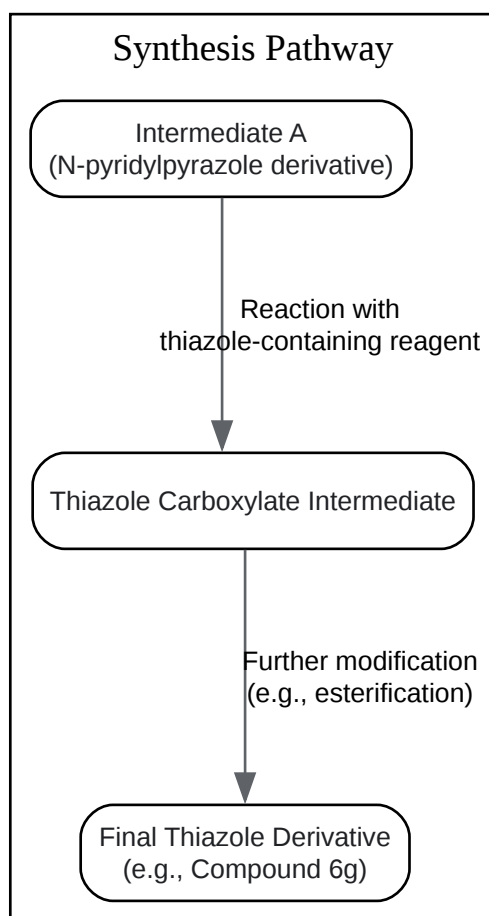 Synthesis Pathway
Intermediate A
(N-pyridylpyrazole derivative)
Reaction with
thiazole-containing reagent
Thiazole Carboxylate Intermediate
Further modification
(e.g., esterification)
Final Thiazole Derivative
(e.g., Compound 6g)